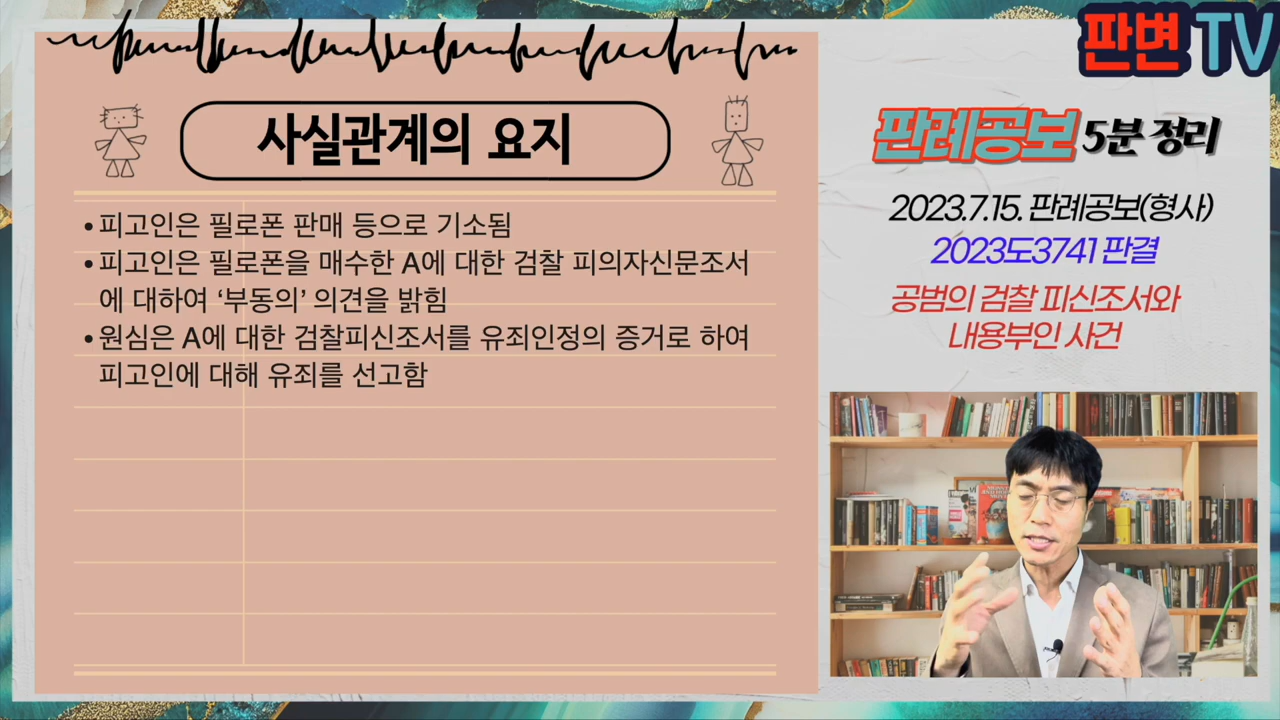 판변 TV
사실관계의 요지
• 피고인은 필로폰 판매 등으로 기소됨
• 피고인은 필로폰을 매수한 A에 대한 검찰 피의자신문조서
에 대하여 ‘부동의’ 의견을 밝힘
• 원심은 A에 대한 검찰피신조서를 유죄인정의 증거로 하여
피고인에 대해 유죄를 선고함
판례공보 5분 정리
2023.7.15. 판례공보(형사)
2023도3741 판결
공범의 검찰 피신조서와
내용부인 사건